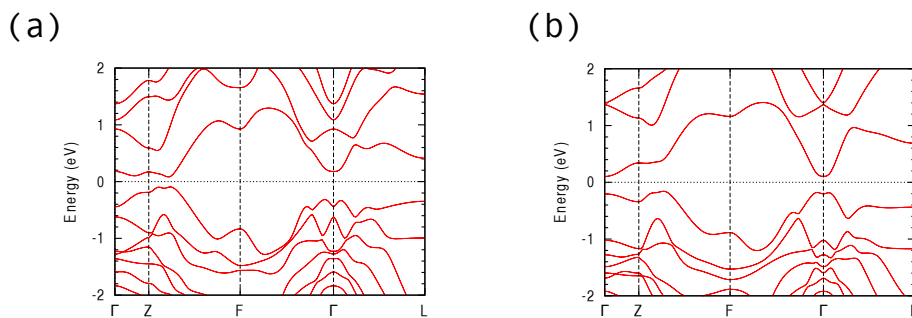 (a)
(b)
2
1
0
-1
-2
Energy (eV)
Γ Z F Γ L
2
1
0
-1
-2
Energy (eV)
Γ Z F Γ